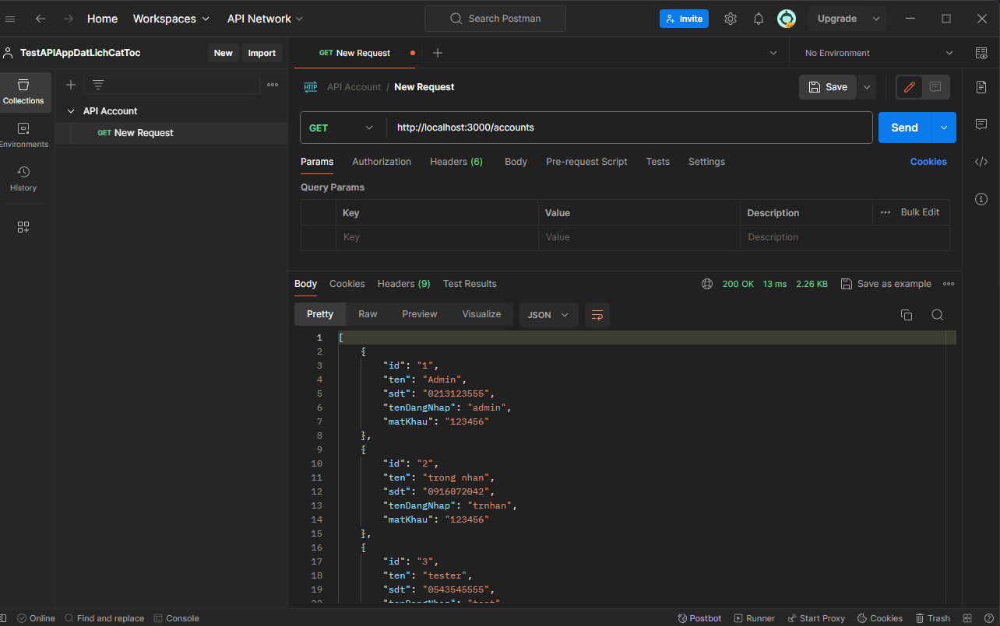 Home
Workspaces
API Network
Search Postman
Invite
Upgrade
TestAPIAppDatLichCatToc
New
Import
GET New Request
No Environment
Collections
Environments
History
API Account
GET New Request
HTTP
API Account / New Request
Save
GET
http://localhost:3000/accounts
Send
Params
Authorization
Headers (6)
Body
Pre-request Script
Tests
Settings
Cookies
Query Params
Key
Value
Description
Bulk Edit
Key
Value
Description
Body
Cookies
Headers (9)
Test Results
200 OK
13 ms
2.26 KB
Save as example
Pretty
Raw
Preview
Visualize
JSON
1 [
2 {
3 "id": "1",
4 "ten": "Admin",
5 "sdt": "0213123555",
6 "tenDangNhap": "admin",
7 "matKhau": "123456"
8 },
9 {
10 "id": "2",
11 "ten": "trong nhan",
12 "sdt": "0916072042",
13 "tenDangNhap": "trnhan",
14 "matKhau": "123456"
15 },
16 {
17 "id": "3",
18 "ten": "tester",
19 "sdt": "0543545555",
Online
Find and replace
Console
Postbot
Runner
Start Proxy
Cookies
Trash